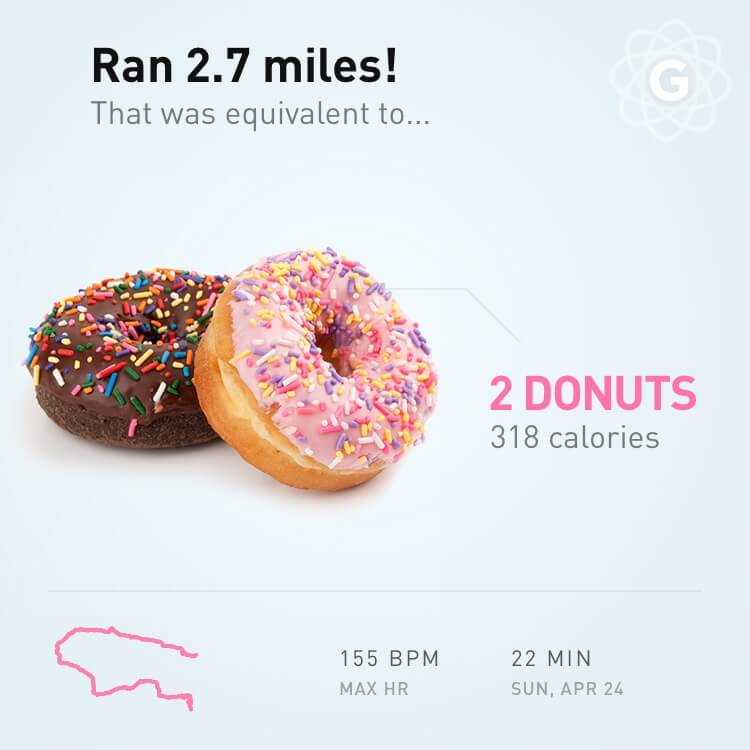 Ran 2.7 miles!
That was equivalent to...
G
2 DONUTS
318 calories
155 BPM
MAX HR
22 MIN
SUN, APR 24